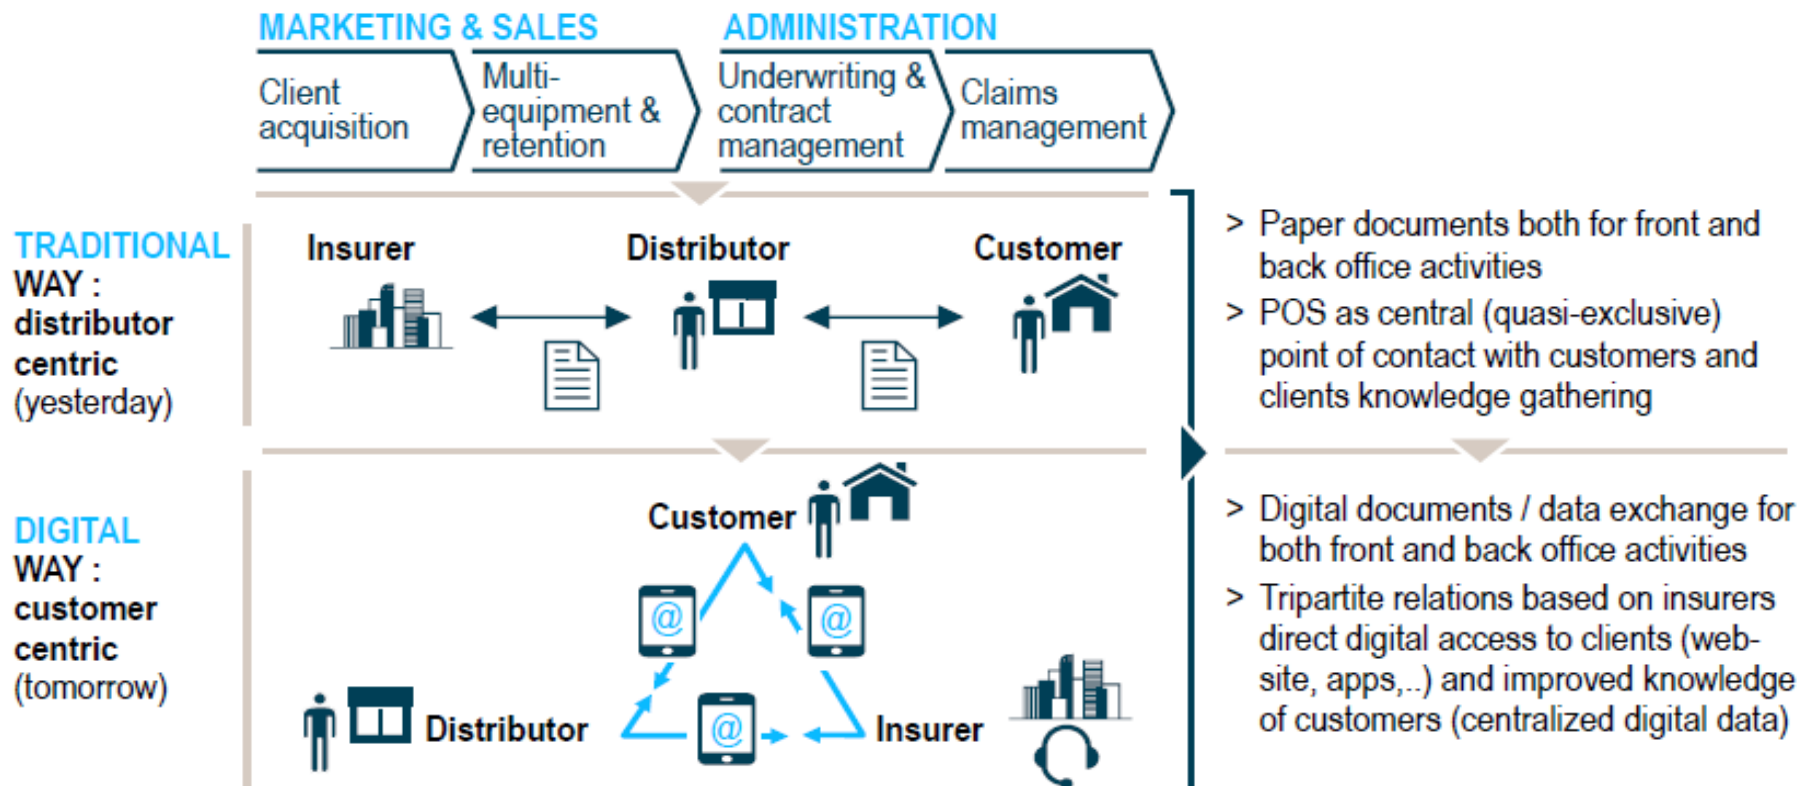 MARKETING & SALES
ADMINISTRATION
Client
acquisition
Multi-
equipment &
retention
Underwriting &
contract
management
Claims
management
TRADITIONAL
WAY :
distributor
centric
(yesterday)
Insurer
Distributor
Customer
> Paper documents both for front and
back office activities
> POS as central (quasi-exclusive)
point of contact with customers and
clients knowledge gathering
DIGITAL
WAY :
customer
centric
(tomorrow)
Customer
@
@
Distributor
@
Insurer
> Digital documents / data exchange for
both front and back office activities
> Tripartite relations based on insurers
direct digital access to clients (web-
site, apps,..) and improved knowledge
of customers (centralized digital data)